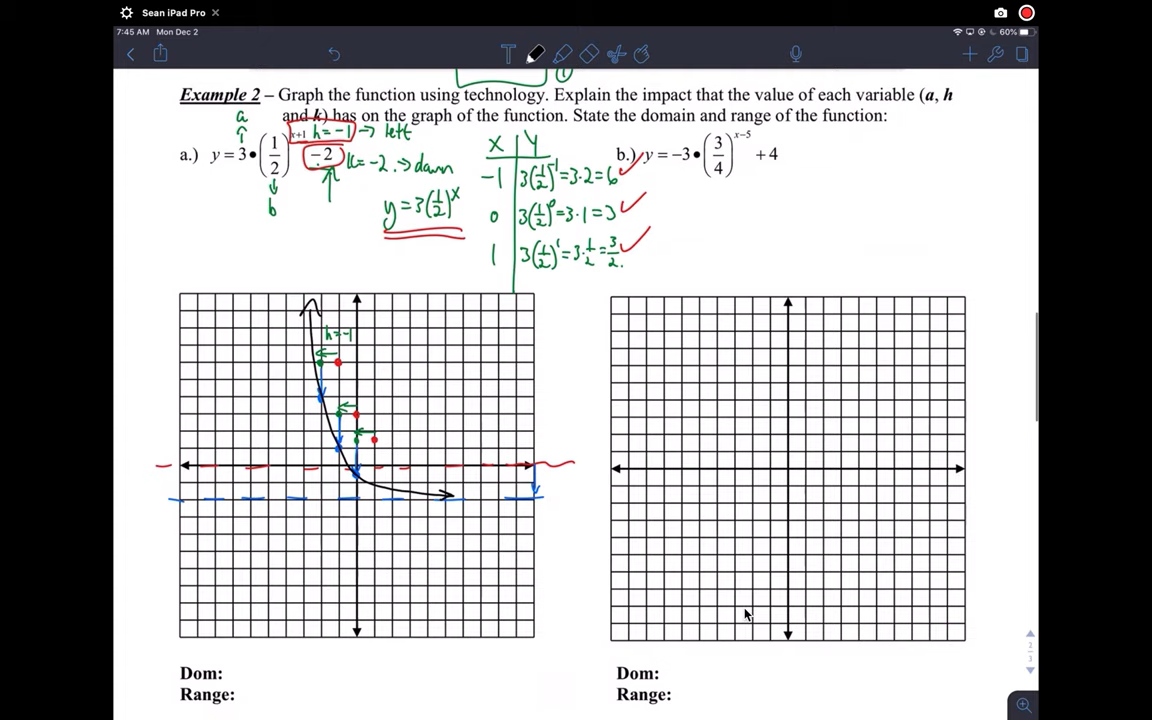 Sean iPad Pro ×
7:45 AM Mon Dec 2
60%
①
Example 2 – Graph the function using technology. Explain the impact that the value of each variable (a, h
and k) has on the graph of the function. State the domain and range of the function:
a
a.) y = 3•(1/2)^(x+1) −2
h = −1 → left
k = −2 → down
b
y = 3(1/2)^x
X | Y
−1 | 3(1/2)^−1 = 3·2 = 6 ✓
0 | 3(1/2)^0 = 3·1 = 3 ✓
1 | 3(1/2)^1 = 3·1/2 = 3/2. ✓
b.) y = −3•(3/4)^(x−5) + 4
h = −1
Dom:
Range:
Dom:
Range:
2
3